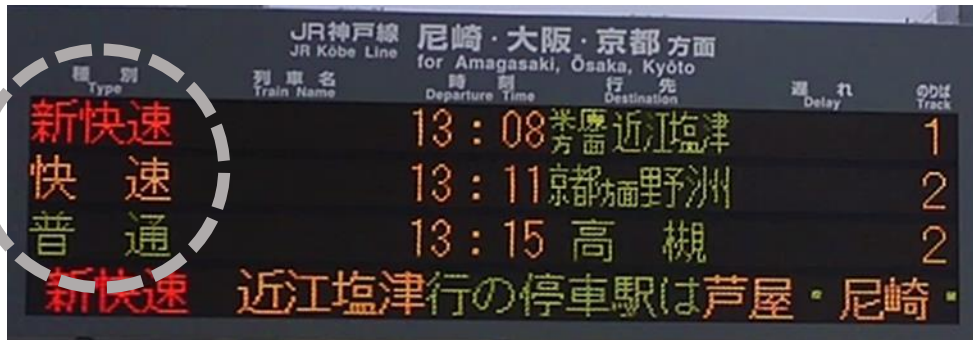 JR神戸線 尼崎・大阪・京都 方面
JR Kōbe Line for Amagasaki, Ōsaka, Kyōto
種別 列車名 時刻 行先 遅れ のりば
Type Train Name Departure Time Destination Delay Track
新快速 13:08 米原方面 近江塩津 1
快速 13:11 京都方面 野洲 2
普通 13:15 高槻 2
新快速 近江塩津行の停車駅は芦屋・尼崎・